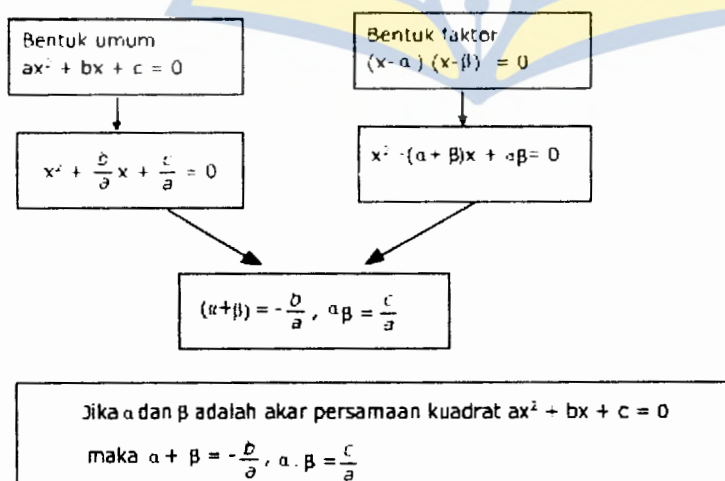 Bentuk umum
ax² + bx + c = 0
Bentuk faktor
(x-α) (x-β) = 0
x² + b/a x + c/a = 0
x² -(α+ β)x + αβ= 0
(α+β) = - b/a , αβ = c/a
Jika α dan β adalah akar persamaan kuadrat ax² + bx + c = 0
maka α + β = - b/a , α . β = c/a